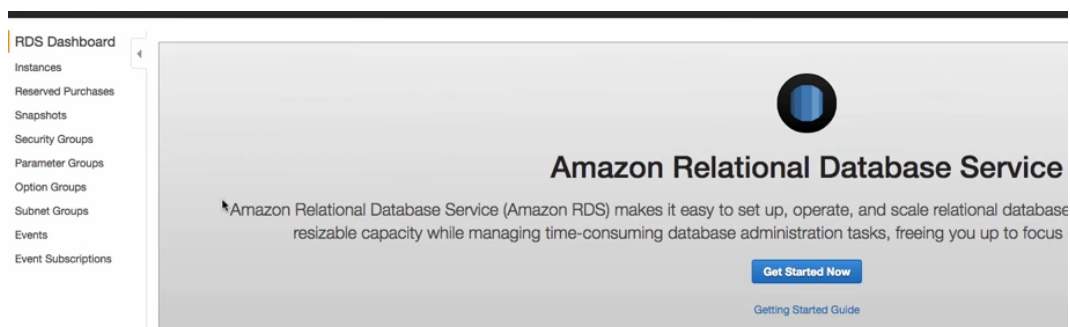 RDS Dashboard
Instances
Reserved Purchases
Snapshots
Security Groups
Parameter Groups
Option Groups
Subnet Groups
Events
Event Subscriptions
Amazon Relational Database Service
Amazon Relational Database Service (Amazon RDS) makes it easy to set up, operate, and scale relational database
resizable capacity while managing time-consuming database administration tasks, freeing you up to focus
Get Started Now
Getting Started Guide